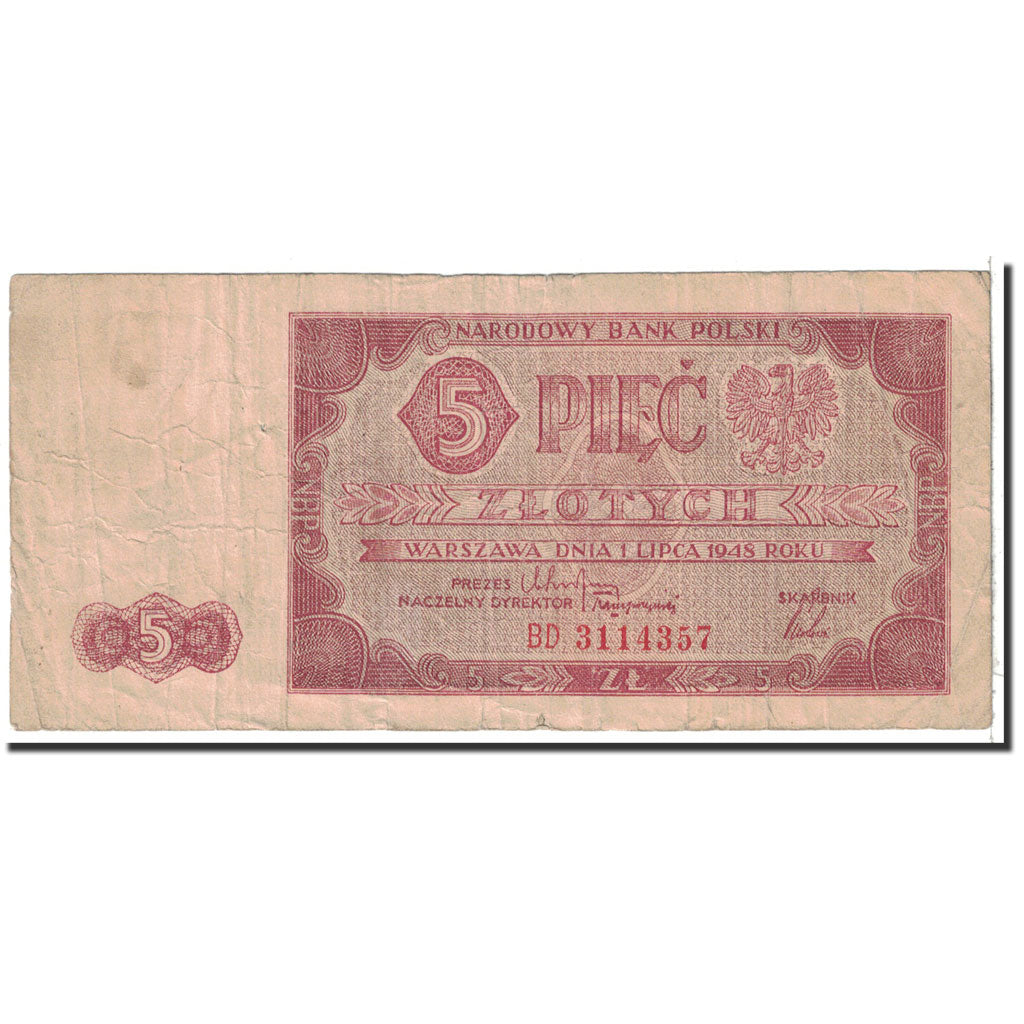 NARODOWY BANK POLSKI
5 PIĘĆ
ZŁOTYCH
NBP
NBP
WARSZAWA DNIA 1 LIPCA 1948 ROKU
PREZES
NACZELNY DYREKTOR
SKARBNIK
BD 3114357
5
5 ZŁ 5